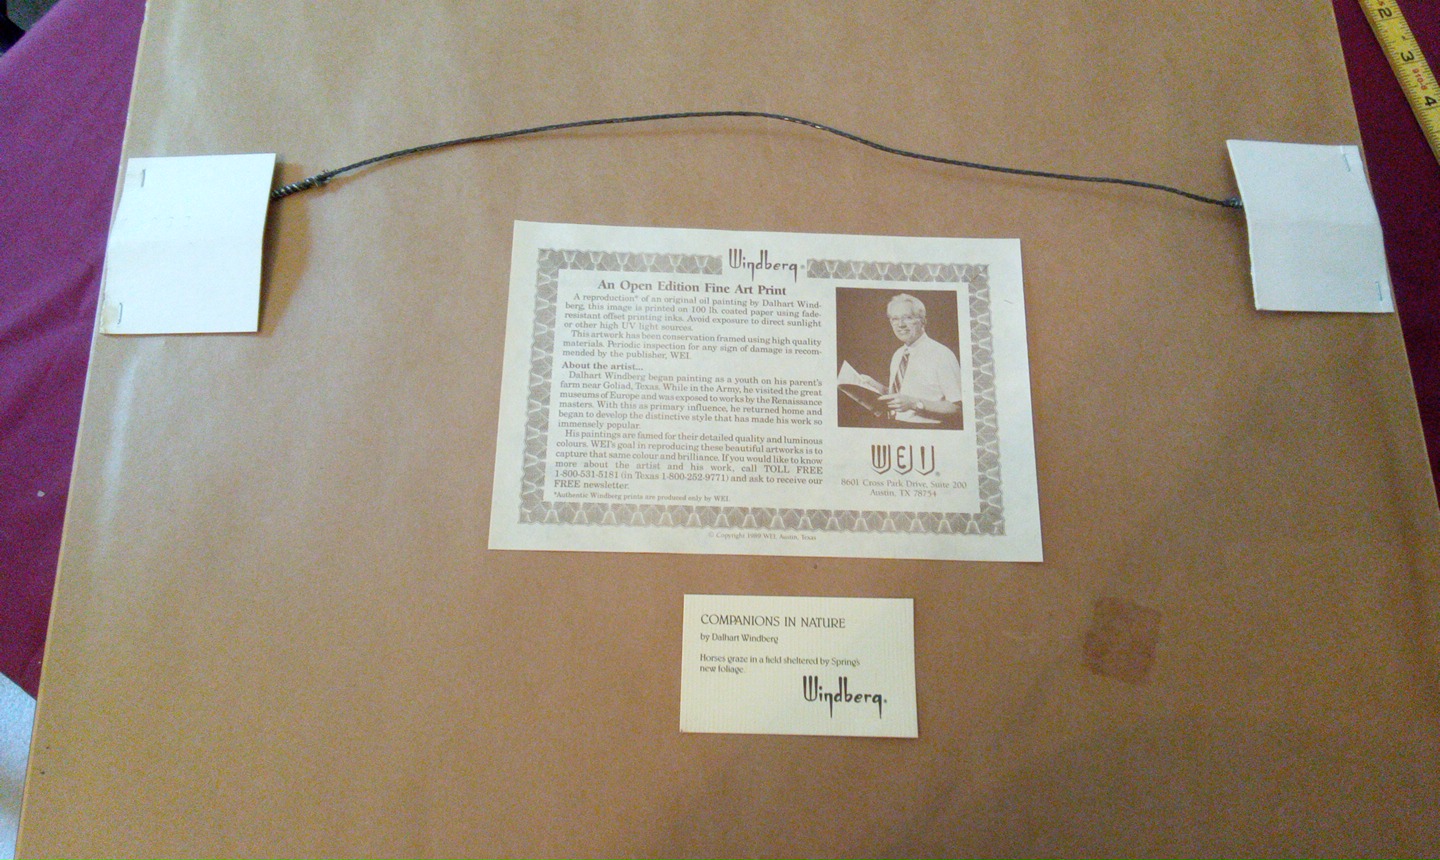 2
3
4
Windberg®
An Open Edition Fine Art Print
A reproduction* of an original oil painting by Dalhart Wind-
berg, this image is printed on 100 lb. coated paper using fade-
resistant offset printing inks. Avoid exposure to direct sunlight
or other high UV light sources.
This artwork has been conservation framed using high quality
materials. Periodic inspection for any sign of damage is recom-
mended by the publisher, WEI.
About the artist...
Dalhart Windberg began painting as a youth on his parent's
farm near Goliad, Texas. While in the Army, he visited the great
museums of Europe and was exposed to works by the Renaissance
masters. With this as primary influence, he returned home and
began to develop the distinctive style that has made his work so
immensely popular.
His paintings are famed for their detailed quality and luminous
colours. WEI's goal in reproducing these beautiful artworks is to
capture that same colour and brilliance. If you would like to know
more about the artist and his work, call TOLL FREE
1-800-531-5181 (in Texas 1-800-252-9771) and ask to receive our
FREE newsletter.
*Authentic Windberg prints are produced only by WEI.
WEI®
8601 Cross Park Drive, Suite 200
Austin, TX 78754
© Copyright 1989 WEI, Austin, Texas
COMPANIONS IN NATURE
by Dalhart Windberg
Horses graze in a field sheltered by Spring's
new foliage.
Windberg®